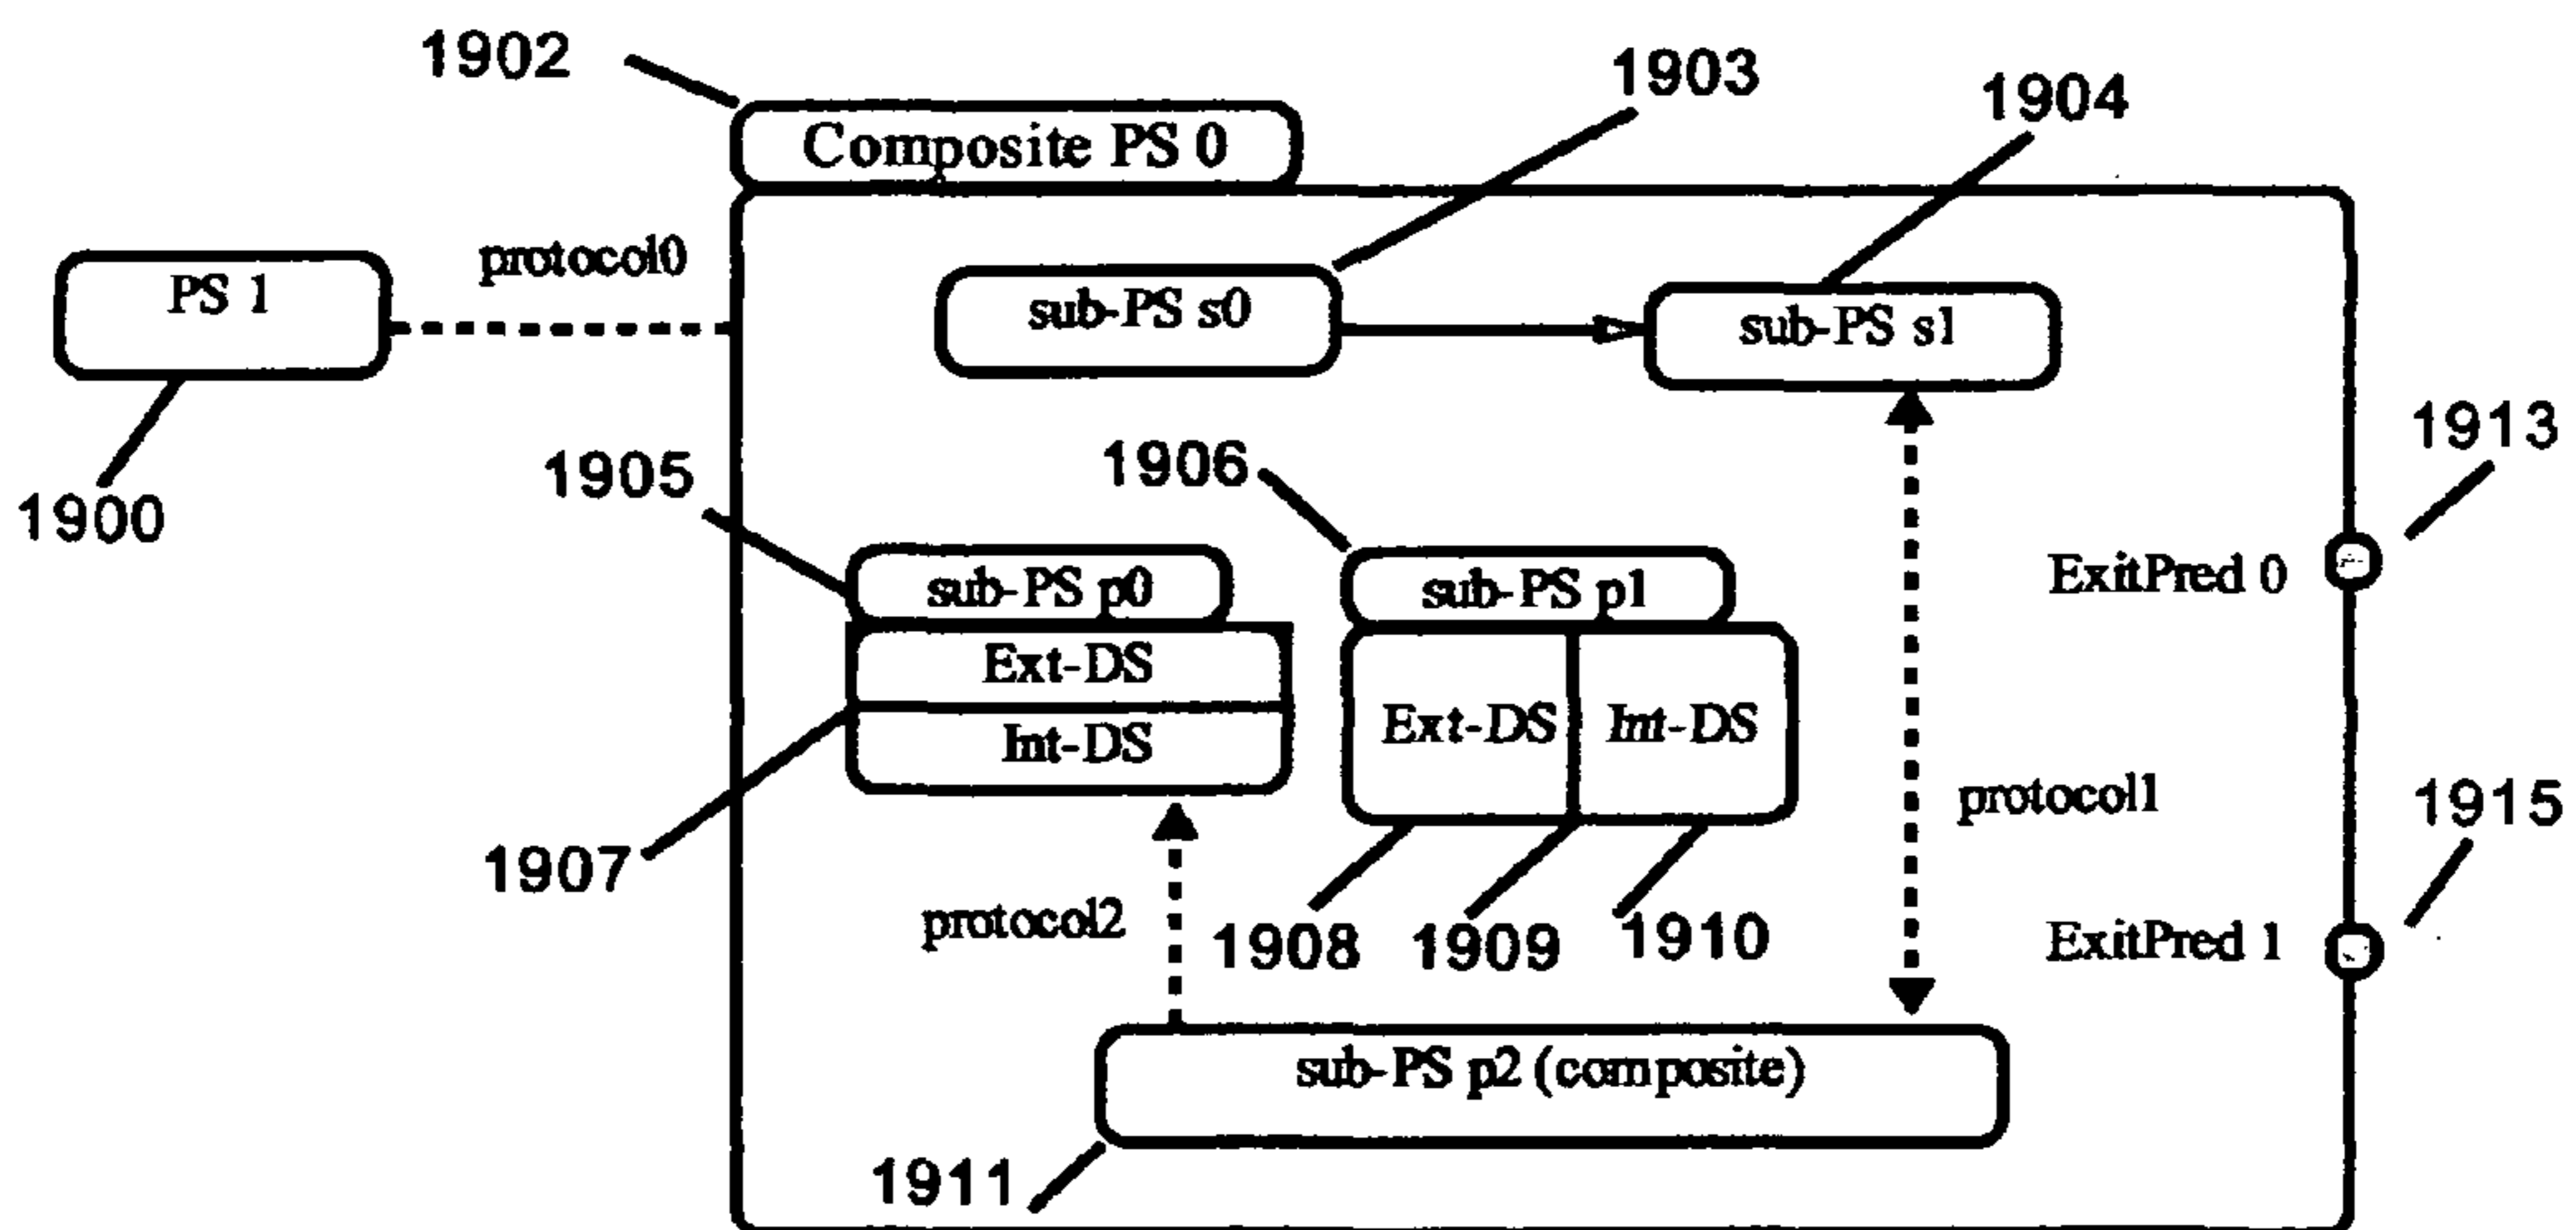 1902
1903
1904
Composite PS 0
protocol0
PS 1
sub-PS s0
sub-PS s1
1900
1905
1906
1913
sub-PS p0
sub-PS p1
ExitPred 0
Ext-DS
Int-DS
Ext-DS
Int-DS
1907
protocol1
1915
protocol2
1908
1909
1910
ExitPred 1
sub-PS p2 (composite)
1911